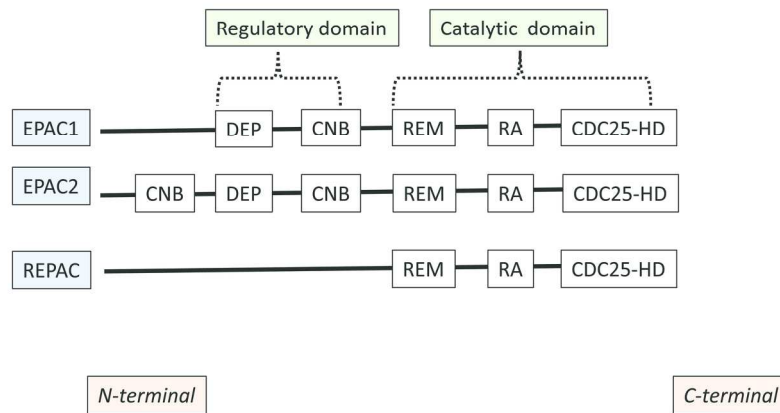 Regulatory domain Catalytic domain
EPAC1 DEP CNB REM RA CDC25-HD
EPAC2 CNB DEP CNB REM RA CDC25-HD
REPAC REM RA CDC25-HD
N-terminal C-terminal